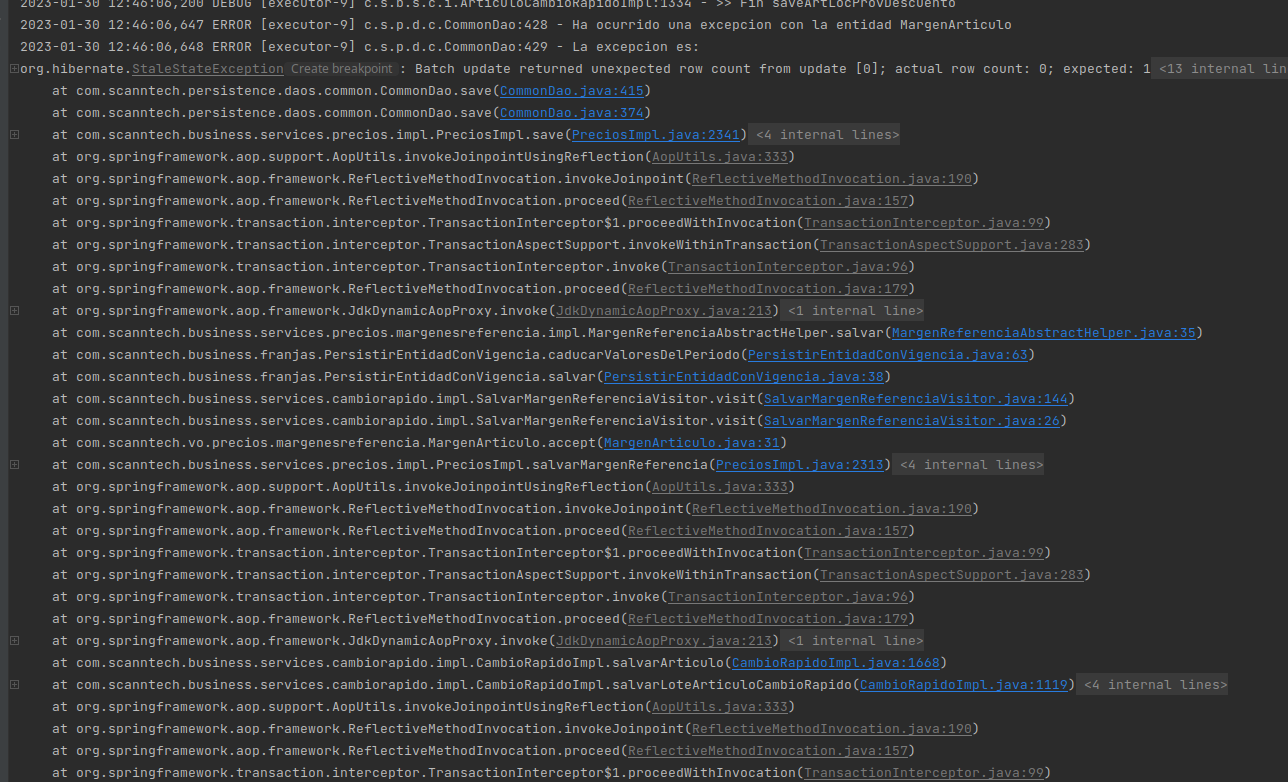 2023-01-30 12:46:06,200 DEBUG [executor-9] c.s.b.s.c.i.ArticuloCambioRapidoImpl:1334 - >> Fin saveArtLocProvDescuento
2023-01-30 12:46:06,647 ERROR [executor-9] c.s.p.d.c.CommonDao:428 - Ha ocurrido una excepcion con la entidad MargenArticulo
2023-01-30 12:46:06,648 ERROR [executor-9] c.s.p.d.c.CommonDao:429 - La excepcion es:
org.hibernate.StaleStateException Create breakpoint : Batch update returned unexpected row count from update [0]; actual row count: 0; expected: 1 <13 internal lin
at com.scanntech.persistence.daos.common.CommonDao.save(CommonDao.java:415)
at com.scanntech.persistence.daos.common.CommonDao.save(CommonDao.java:374)
at com.scanntech.business.services.precios.impl.PreciosImpl.save(PreciosImpl.java:2341) <4 internal lines>
at org.springframework.aop.support.AopUtils.invokeJoinpointUsingReflection(AopUtils.java:333)
at org.springframework.aop.framework.ReflectiveMethodInvocation.invokeJoinpoint(ReflectiveMethodInvocation.java:190)
at org.springframework.aop.framework.ReflectiveMethodInvocation.proceed(ReflectiveMethodInvocation.java:157)
at org.springframework.transaction.interceptor.TransactionInterceptor$1.proceedWithInvocation(TransactionInterceptor.java:99)
at org.springframework.transaction.interceptor.TransactionAspectSupport.invokeWithinTransaction(TransactionAspectSupport.java:283)
at org.springframework.transaction.interceptor.TransactionInterceptor.invoke(TransactionInterceptor.java:96)
at org.springframework.aop.framework.ReflectiveMethodInvocation.proceed(ReflectiveMethodInvocation.java:179)
at org.springframework.aop.framework.JdkDynamicAopProxy.invoke(JdkDynamicAopProxy.java:213) <1 internal line>
at com.scanntech.business.services.precios.margenesreferencia.impl.MargenReferenciaAbstractHelper.salvar(MargenReferenciaAbstractHelper.java:35)
at com.scanntech.business.franjas.PersistirEntidadConVigencia.caducarValoresDelPeriodo(PersistirEntidadConVigencia.java:63)
at com.scanntech.business.franjas.PersistirEntidadConVigencia.salvar(PersistirEntidadConVigencia.java:38)
at com.scanntech.business.services.cambiorapido.impl.SalvarMargenReferenciaVisitor.visit(SalvarMargenReferenciaVisitor.java:144)
at com.scanntech.business.services.cambiorapido.impl.SalvarMargenReferenciaVisitor.visit(SalvarMargenReferenciaVisitor.java:26)
at com.scanntech.vo.precios.margenesreferencia.MargenArticulo.accept(MargenArticulo.java:31)
at com.scanntech.business.services.precios.impl.PreciosImpl.salvarMargenReferencia(PreciosImpl.java:2313) <4 internal lines>
at org.springframework.aop.support.AopUtils.invokeJoinpointUsingReflection(AopUtils.java:333)
at org.springframework.aop.framework.ReflectiveMethodInvocation.invokeJoinpoint(ReflectiveMethodInvocation.java:190)
at org.springframework.aop.framework.ReflectiveMethodInvocation.proceed(ReflectiveMethodInvocation.java:157)
at org.springframework.transaction.interceptor.TransactionInterceptor$1.proceedWithInvocation(TransactionInterceptor.java:99)
at org.springframework.transaction.interceptor.TransactionAspectSupport.invokeWithinTransaction(TransactionAspectSupport.java:283)
at org.springframework.transaction.interceptor.TransactionInterceptor.invoke(TransactionInterceptor.java:96)
at org.springframework.aop.framework.ReflectiveMethodInvocation.proceed(ReflectiveMethodInvocation.java:179)
at org.springframework.aop.framework.JdkDynamicAopProxy.invoke(JdkDynamicAopProxy.java:213) <1 internal line>
at com.scanntech.business.services.cambiorapido.impl.CambioRapidoImpl.salvarArticulo(CambioRapidoImpl.java:1668)
at com.scanntech.business.services.cambiorapido.impl.CambioRapidoImpl.salvarLoteArticuloCambioRapido(CambioRapidoImpl.java:1119) <4 internal lines>
at org.springframework.aop.support.AopUtils.invokeJoinpointUsingReflection(AopUtils.java:333)
at org.springframework.aop.framework.ReflectiveMethodInvocation.invokeJoinpoint(ReflectiveMethodInvocation.java:190)
at org.springframework.aop.framework.ReflectiveMethodInvocation.proceed(ReflectiveMethodInvocation.java:157)
at org.springframework.transaction.interceptor.TransactionInterceptor$1.proceedWithInvocation(TransactionInterceptor.java:99)